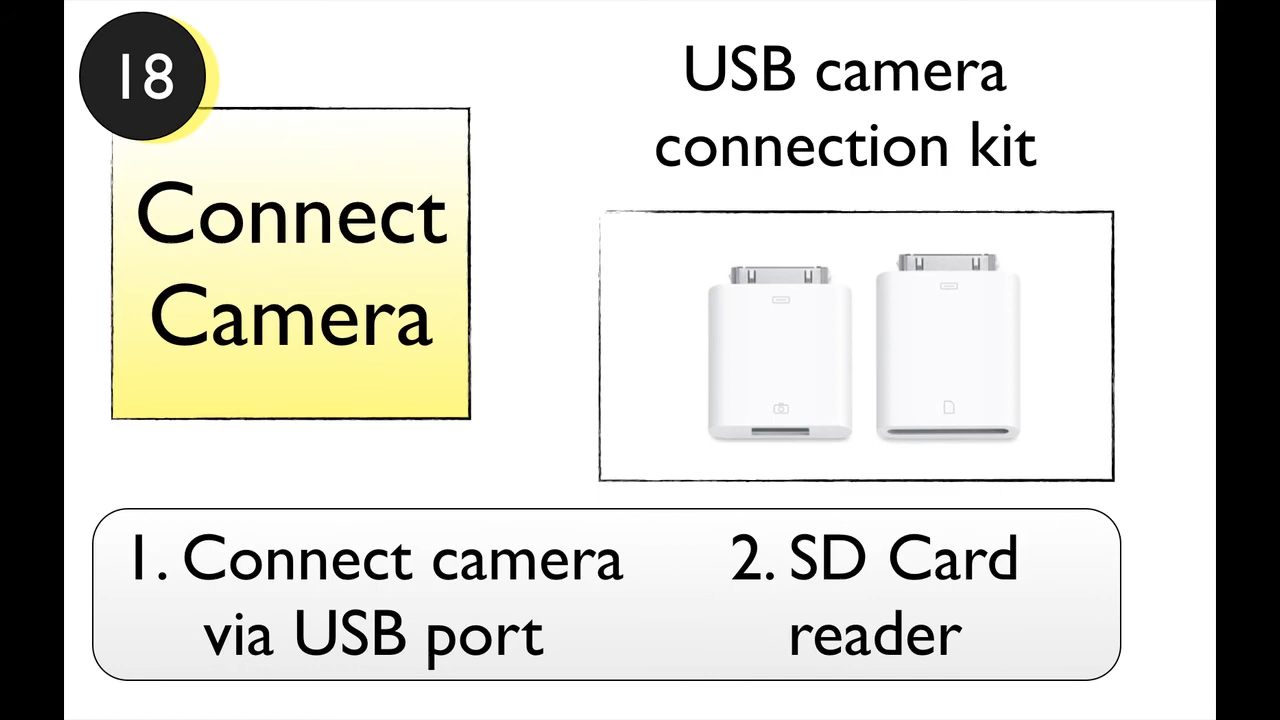 18
Connect
Camera
USB camera
connection kit
1. Connect camera
via USB port
2. SD Card
reader